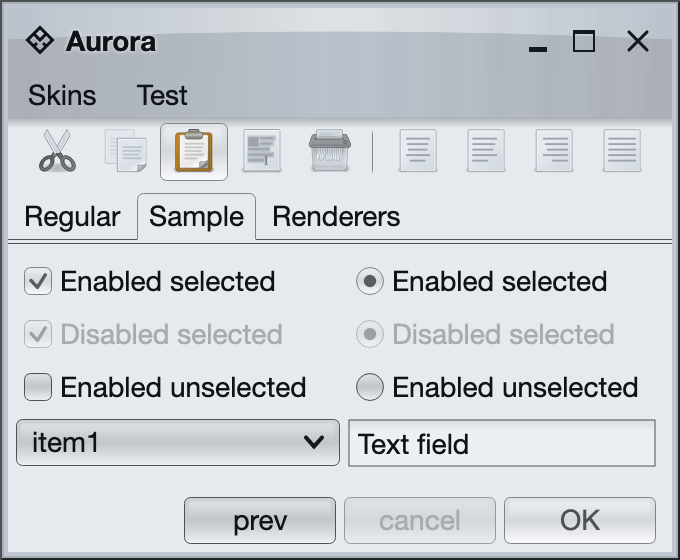 Aurora
Skins Test
Regular Sample Renderers
Enabled selected Enabled selected
Disabled selected Disabled selected
Enabled unselected Enabled unselected
item1 Text field
prev cancel OK